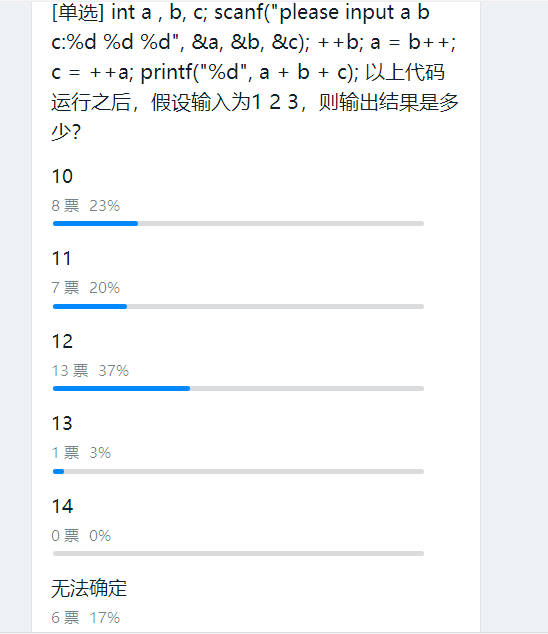 [单选] int a , b, c; scanf("please input a b
c:%d %d %d", &a, &b, &c); ++b; a = b++;
c = ++a; printf("%d", a + b + c); 以上代码
运行之后，假设输入为1 2 3，则输出结果是多
少？
10
8 票 23%
11
7 票 20%
12
13 票 37%
13
1 票 3%
14
0 票 0%
无法确定
6 票 17%